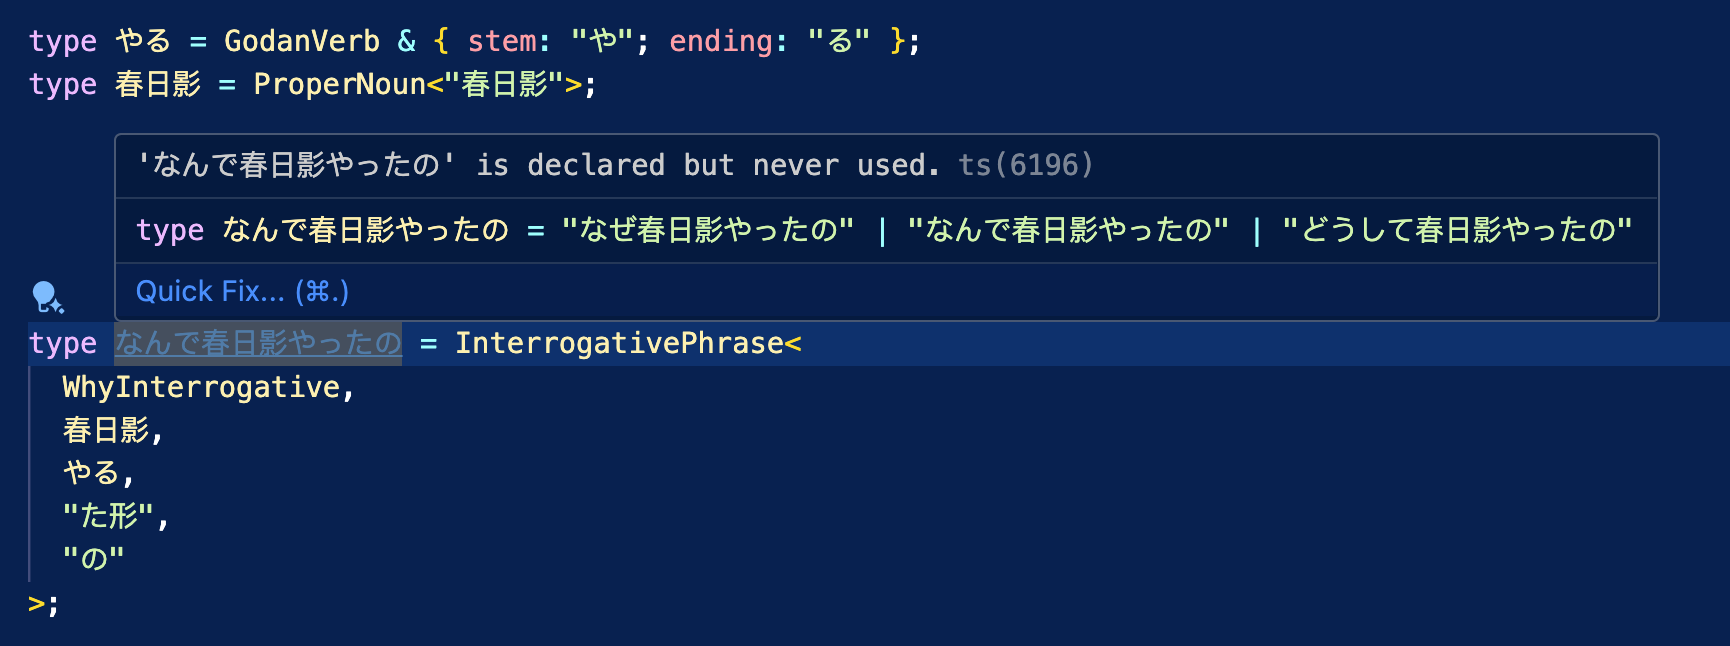 type やる = GodanVerb & { stem: "や"; ending: "る" };
type 春日影 = ProperNoun<"春日影">;
'なんで春日影やったの' is declared but never used. ts(6196)
type なんで春日影やったの = "なぜ春日影やったの" | "なんで春日影やったの" | "どうして春日影やったの"
Quick Fix... (⌘.)
type なんで春日影やったの = InterrogativePhrase<
  WhyInterrogative,
  春日影,
  やる,
  "た形",
  "の"
>;